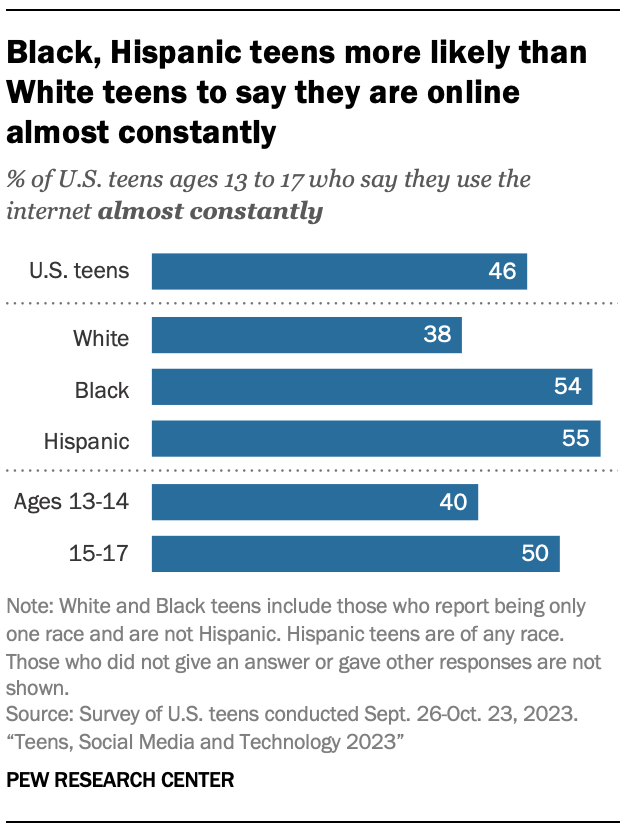 Black, Hispanic teens more likely than
White teens to say they are online
almost constantly
% of U.S. teens ages 13 to 17 who say they use the
internet almost constantly
U.S. teens 46
White 38
Black 54
Hispanic 55
Ages 13-14 40
15-17 50
Note: White and Black teens include those who report being only
one race and are not Hispanic. Hispanic teens are of any race.
Those who did not give an answer or gave other responses are not
shown.
Source: Survey of U.S. teens conducted Sept. 26-Oct. 23, 2023.
“Teens, Social Media and Technology 2023”
PEW RESEARCH CENTER